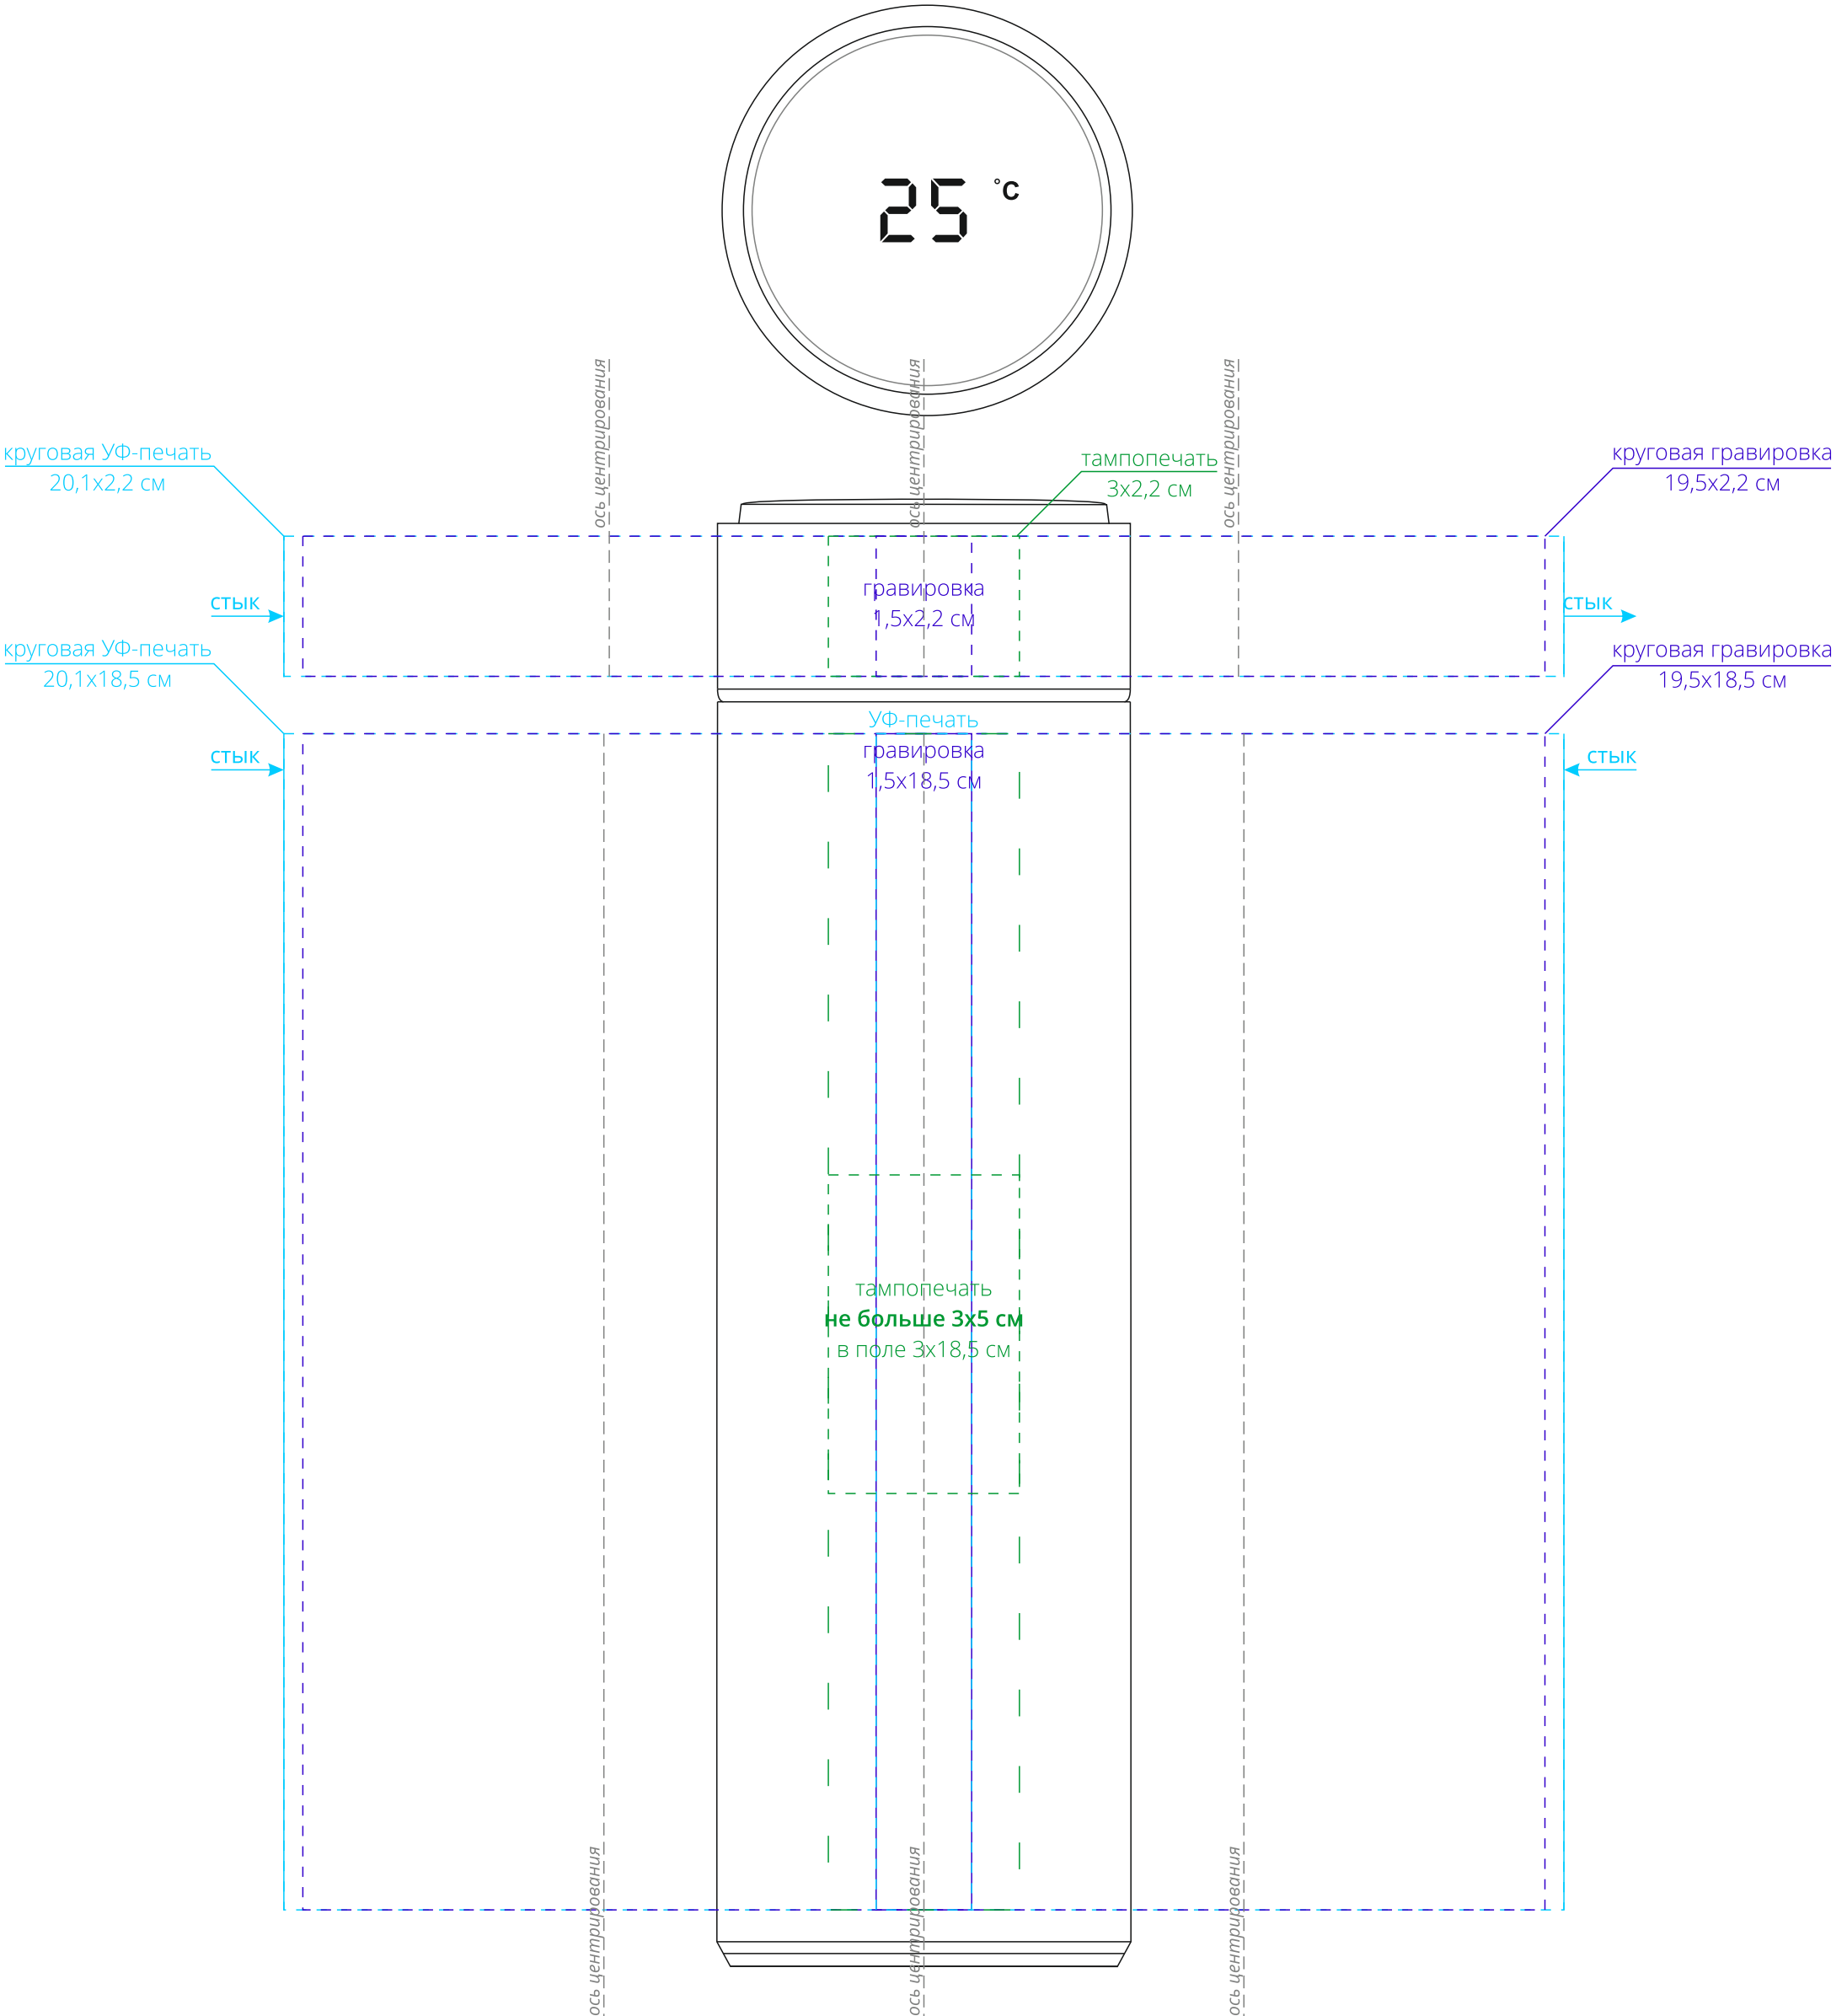 25 °C
ось центрирования
ось центрирования
ось центрирования
круговая УФ-печать
20,1х2,2 см
тампопечать
3х2,2 см
круговая гравировка
19,5х2,2 см
гравировка
1,5х2,2 см
стык
стык
круговая УФ-печать
20,1х18,5 см
круговая гравировка
19,5х18,5 см
УФ-печать
гравировка
1,5х18,5 см
стык
стык
тампопечать
не больше 3х5 см
в поле 3х18,5 см
ось центрирования
ось центрирования
ось центрирования